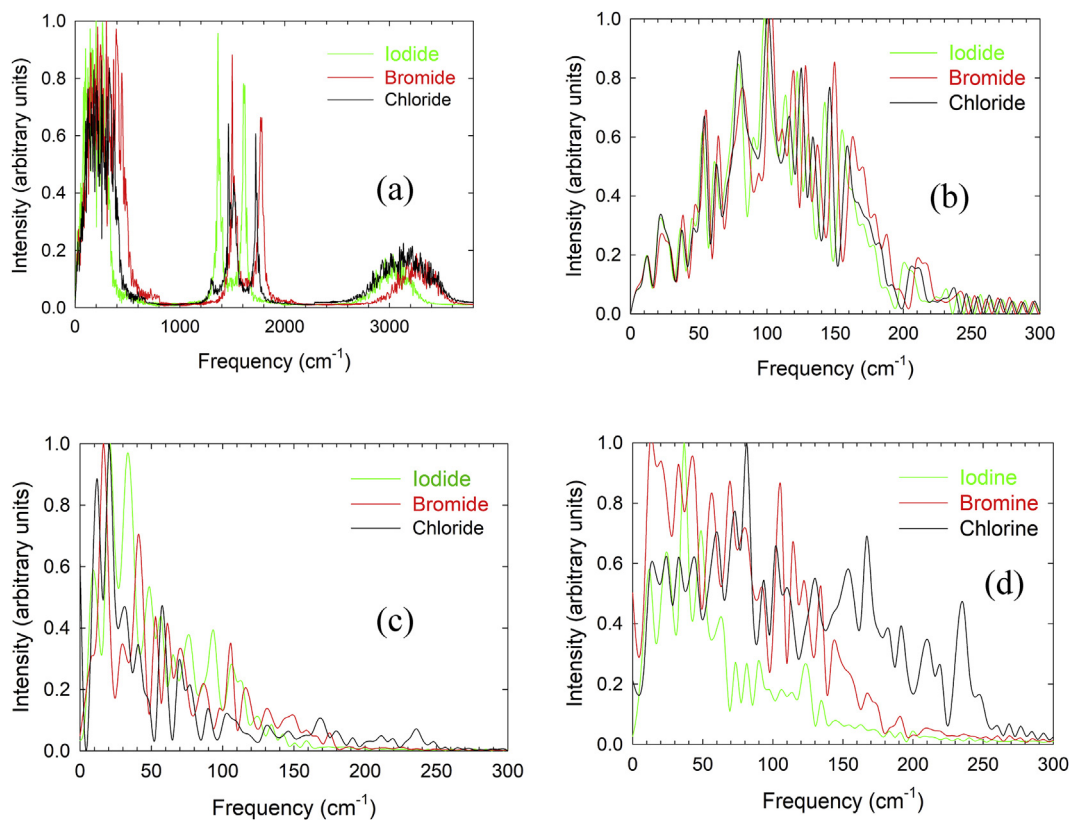 Intensity (arbitrary units)
1.0
0.8
0.6
0.4
0.2
0.0
Iodide
Bromide
Chloride
(a)
0 1000 2000 3000
Frequency (cm-1)
Intensity (arbitrary units)
1.0
0.8
0.6
0.4
0.2
0.0
Iodide
Bromide
Chloride
(b)
0 50 100 150 200 250 300
Frequency (cm-1)
Intensity (arbitrary units)
1.0
0.8
0.6
0.4
0.2
0.0
Iodide
Bromide
Chloride
(c)
0 50 100 150 200 250 300
Frequency (cm-1)
Intensity (arbitrary units)
1.0
0.8
0.6
0.4
0.2
0.0
Iodine
Bromine
Chlorine
(d)
0 50 100 150 200 250 300
Frequency (cm-1)